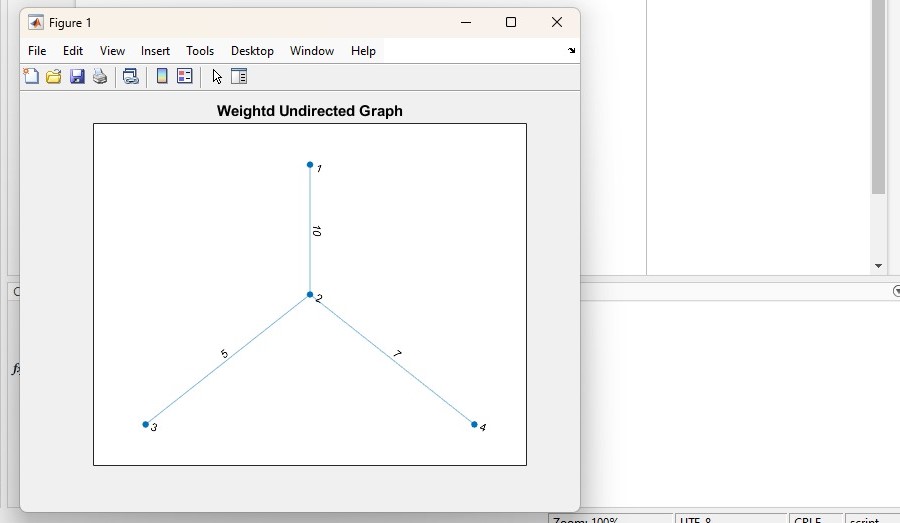 Figure 1
File Edit View Insert Tools Desktop Window Help
Weightd Undirected Graph
1
10
2
5
7
3
4
Zoom: 100% UTF-8 CRLF script